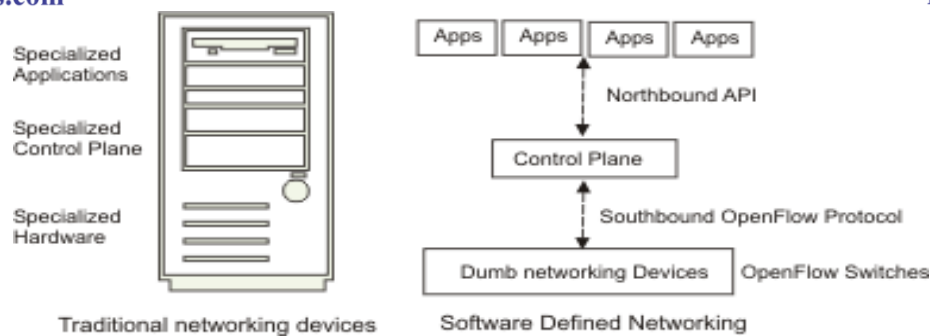 s.com
Specialized
Applications
Specialized
Control Plane
Specialized
Hardware
Traditional networking devices
Apps Apps Apps Apps
Northbound API
Control Plane
Southbound OpenFlow Protocol
Dumb networking Devices OpenFlow Switches
Software Defined Networking